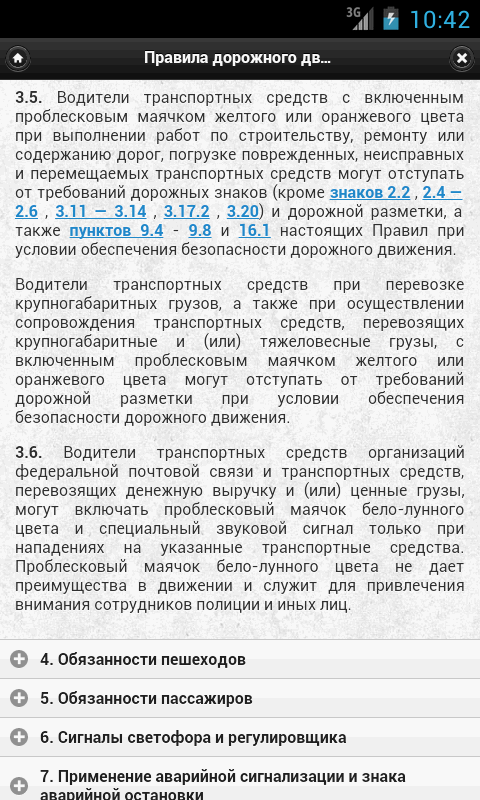 3G 10:42
Правила дорожного дв...
3.5. Водители транспортных средств с включенным
проблесковым маячком желтого или оранжевого цвета
при выполнении работ по строительству, ремонту или
содержанию дорог, погрузке поврежденных, неисправных
и перемещаемых транспортных средств могут отступать
от требований дорожных знаков (кроме знаков 2.2 , 2.4 —
2.6 , 3.11 — 3.14 , 3.17.2 , 3.20) и дорожной разметки, а
также пунктов 9.4 - 9.8 и 16.1 настоящих Правил при
условии обеспечения безопасности дорожного движения.
Водители транспортных средств при перевозке
крупногабаритных грузов, а также при осуществлении
сопровождения транспортных средств, перевозящих
крупногабаритные и (или) тяжеловесные грузы, с
включенным проблесковым маячком желтого или
оранжевого цвета могут отступать от требований
дорожной разметки при условии обеспечения
безопасности дорожного движения.
3.6. Водители транспортных средств организаций
федеральной почтовой связи и транспортных средств,
перевозящих денежную выручку и (или) ценные грузы,
могут включать проблесковый маячок бело-лунного
цвета и специальный звуковой сигнал только при
нападениях на указанные транспортные средства.
Проблесковый маячок бело-лунного цвета не дает
преимущества в движении и служит для привлечения
внимания сотрудников полиции и иных лиц.
4. Обязанности пешеходов
5. Обязанности пассажиров
6. Сигналы светофора и регулировщика
7. Применение аварийной сигнализации и знака
аварийной остановки